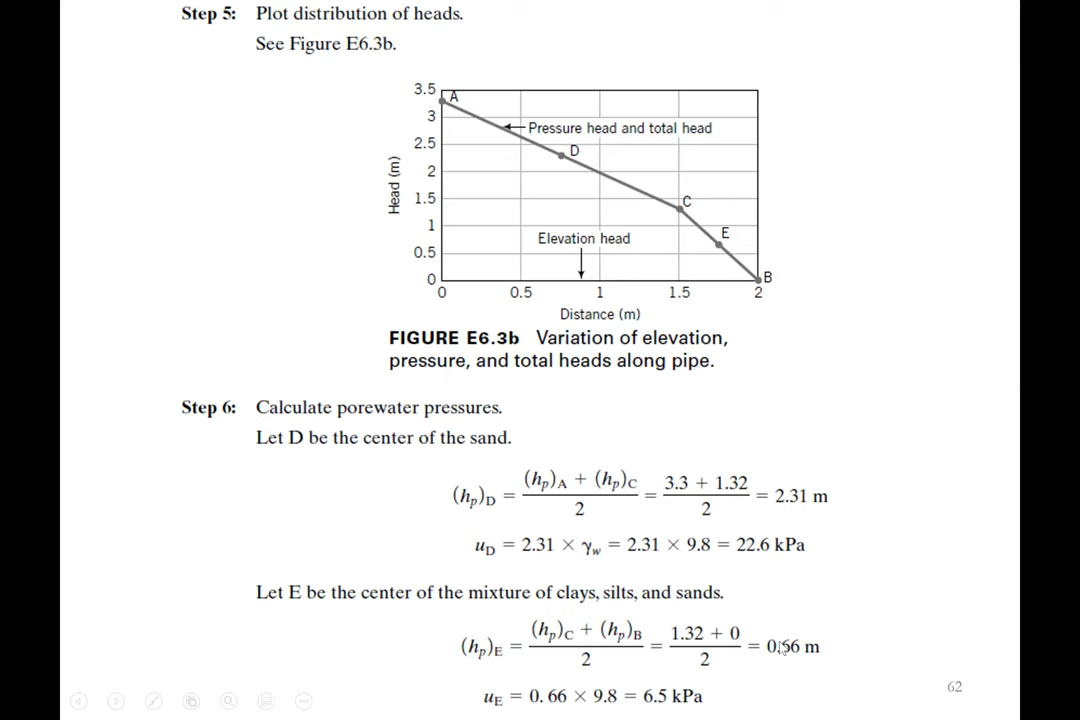 Step 5: Plot distribution of heads.
See Figure E6.3b.
3.5
3
2.5
2
1.5
1
0.5
0
Head (m)
A
Pressure head and total head
D
C
E
Elevation head
B
0 0.5 1 1.5 2
Distance (m)
FIGURE E6.3b Variation of elevation,
pressure, and total heads along pipe.
Step 6: Calculate porewater pressures.
Let D be the center of the sand.
(hp)D = (hp)A + (hp)C / 2 = 3.3 + 1.32 / 2 = 2.31 m
uD = 2.31 × γw = 2.31 × 9.8 = 22.6 kPa
Let E be the center of the mixture of clays, silts, and sands.
(hp)E = (hp)C + (hp)B / 2 = 1.32 + 0 / 2 = 0.66 m
uE = 0.66 × 9.8 = 6.5 kPa
62